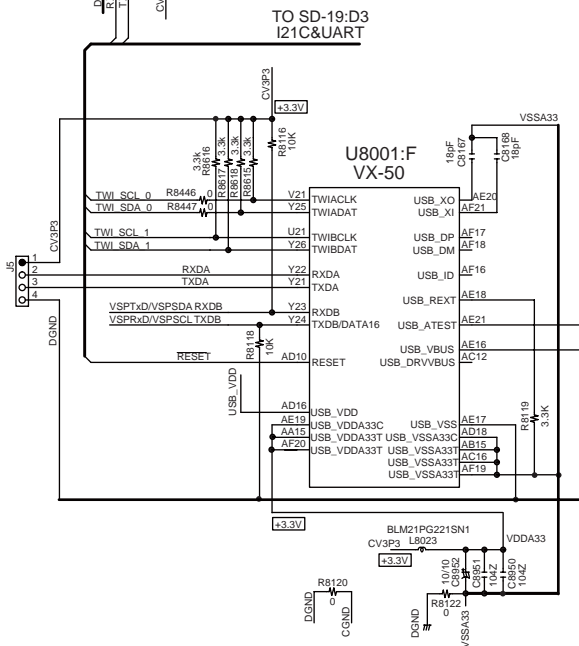 TO SD-19:D3
I21C&UART
CV3P3
+3.3V
VSSA33
3.3k
R8616
R8617
3.3k
R8618
3.3k
R8615
3.3k
R8116
10K
U8001:F
VX-50
18pF
C8167
C8168
18pF
TWI_SCL_0
R8446
0
V21
TWIACLK
USB_XO
AE20
TWI_SDA_0
R8447
0
Y25
TWIADAT
USB_XI
AF21
TWI_SCL_1
U21
TWIBCLK
USB_DP
AF17
TWI_SDA_1
Y26
TWIBDAT
USB_DM
AF18
J5
CV3P3
1
2
3
4
RXDA
Y22
RXDA
USB_ID
AF16
TXDA
Y21
TXDA
USB_REXT
AE18
VSPTxD/VSPSDA RXDB
Y23
RXDB
VSPRxD/VSPSCL TXDB
Y24
TXDB/DATA16
USB_ATEST
AE21
DGND
R8118
10K
USB_VBUS
AE16
RESET
AD10
RESET
USB_DRVVBUS
AC12
USB_VDD
AD16
USB_VDD
R8119
3.3K
AE19
USB_VDDA33C
USB_VSS
AE17
AA15
USB_VDDA33T
USB_VSSA33C
AD18
AF20
USB_VDDA33T
USB_VSSA33T
AB15
USB_VSSA33T
AC16
USB_VSSA33T
AF19
+3.3V
BLM21PG221SN1
CV3P3
L8023
VDDA33
+3.3V
10/10
C8952
C8951
104Z
C8950
104Z
R8120
0
DGND
CGND
R8122
0
DGND
VSSA33